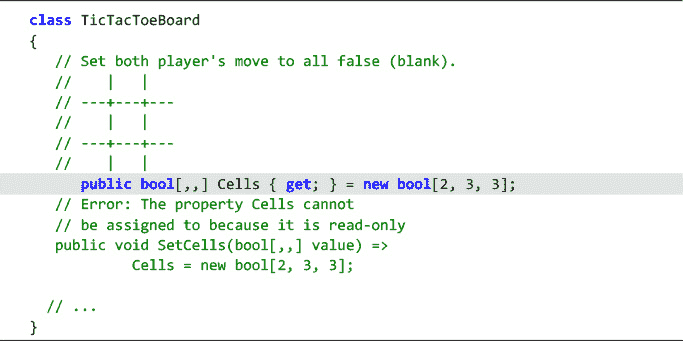 class TicTacToeBoard
{
// Set both player's move to all false (blank).
//    |   |
// ---+---+---
//    |   |
// ---+---+---
//    |   |
public bool[,,] Cells { get; } = new bool[2, 3, 3];
// Error: The property Cells cannot
// be assigned to because it is read-only
public void SetCells(bool[,,] value) =>
Cells = new bool[2, 3, 3];
// ...
}